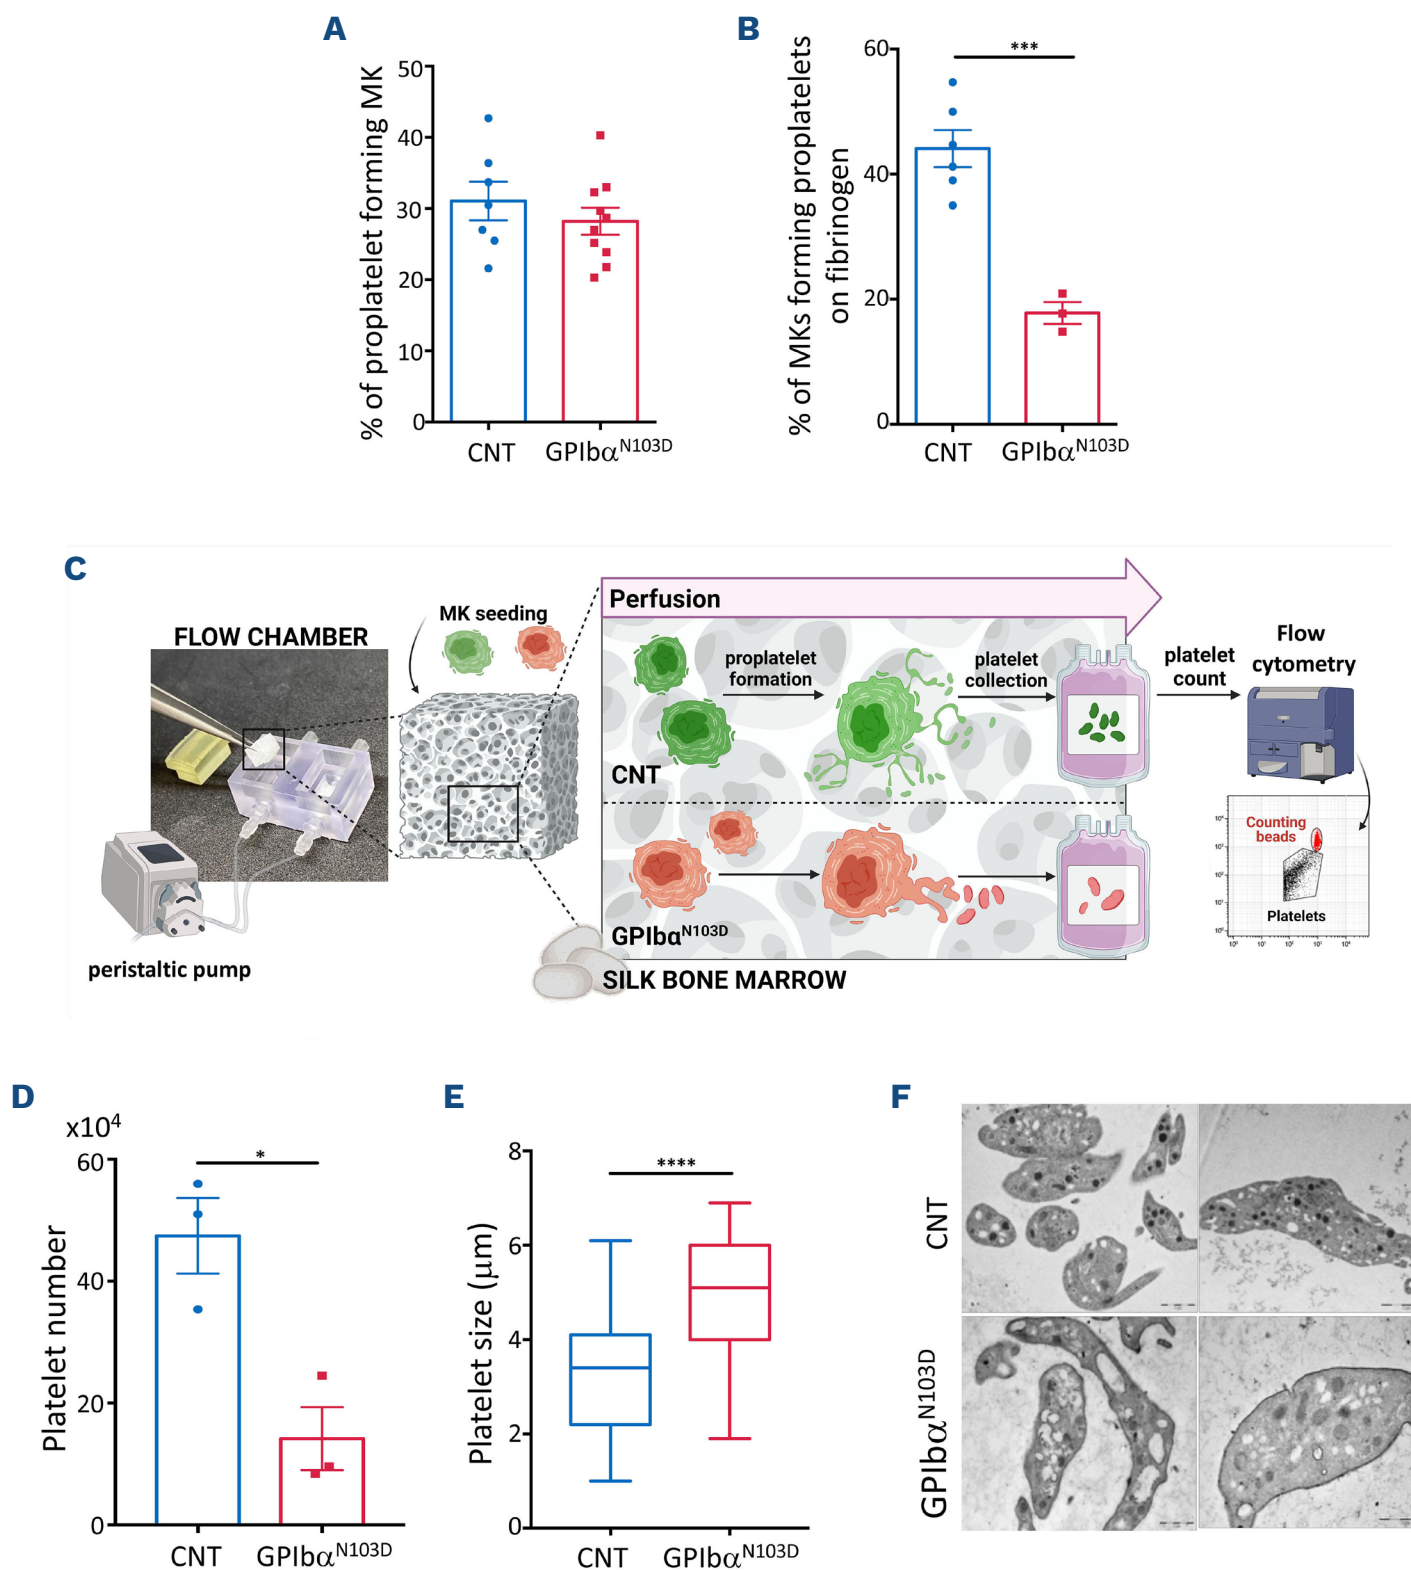 A
% of proplatelet forming MK
50
40
30
20
10
0
CNT
GPIbα^N103D
B
% of MKs forming proplatelets
on fibrinogen
60
40
20
0
***
CNT
GPIbα^N103D
C
FLOW CHAMBER
MK seeding
peristaltic pump
Perfusion
proplatelet
formation
platelet
collection
platelet
count
Flow
cytometry
CNT
GPIbα^N103D
SILK BONE MARROW
Counting
beads
Platelets
D
x10^4
Platelet number
60
40
20
0
*
CNT
GPIbα^N103D
E
Platelet size (μm)
8
6
4
2
0
****
CNT
GPIbα^N103D
F
CNT
GPIbα^N103D